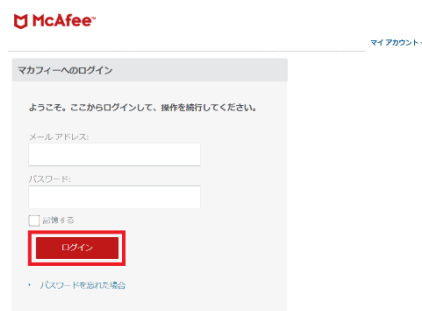 McAfee™
マイ アカウント
マカフィーへのログイン
ようこそ。ここからログインして、操作を続行してください。
メール アドレス:
パスワード:
記憶する
ログイン
パスワードを忘れた場合